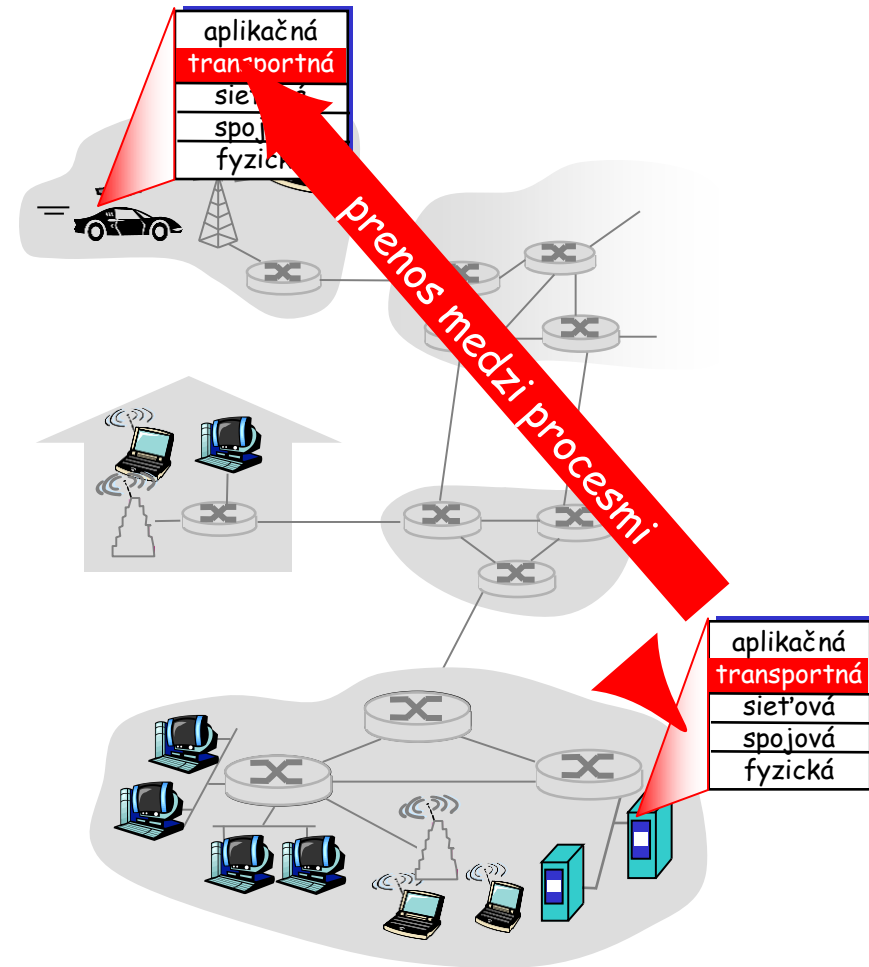 aplikačná
transportná
prenos medzi procesmi
aplikačná
transportná
sieťová
spojová
fyzická